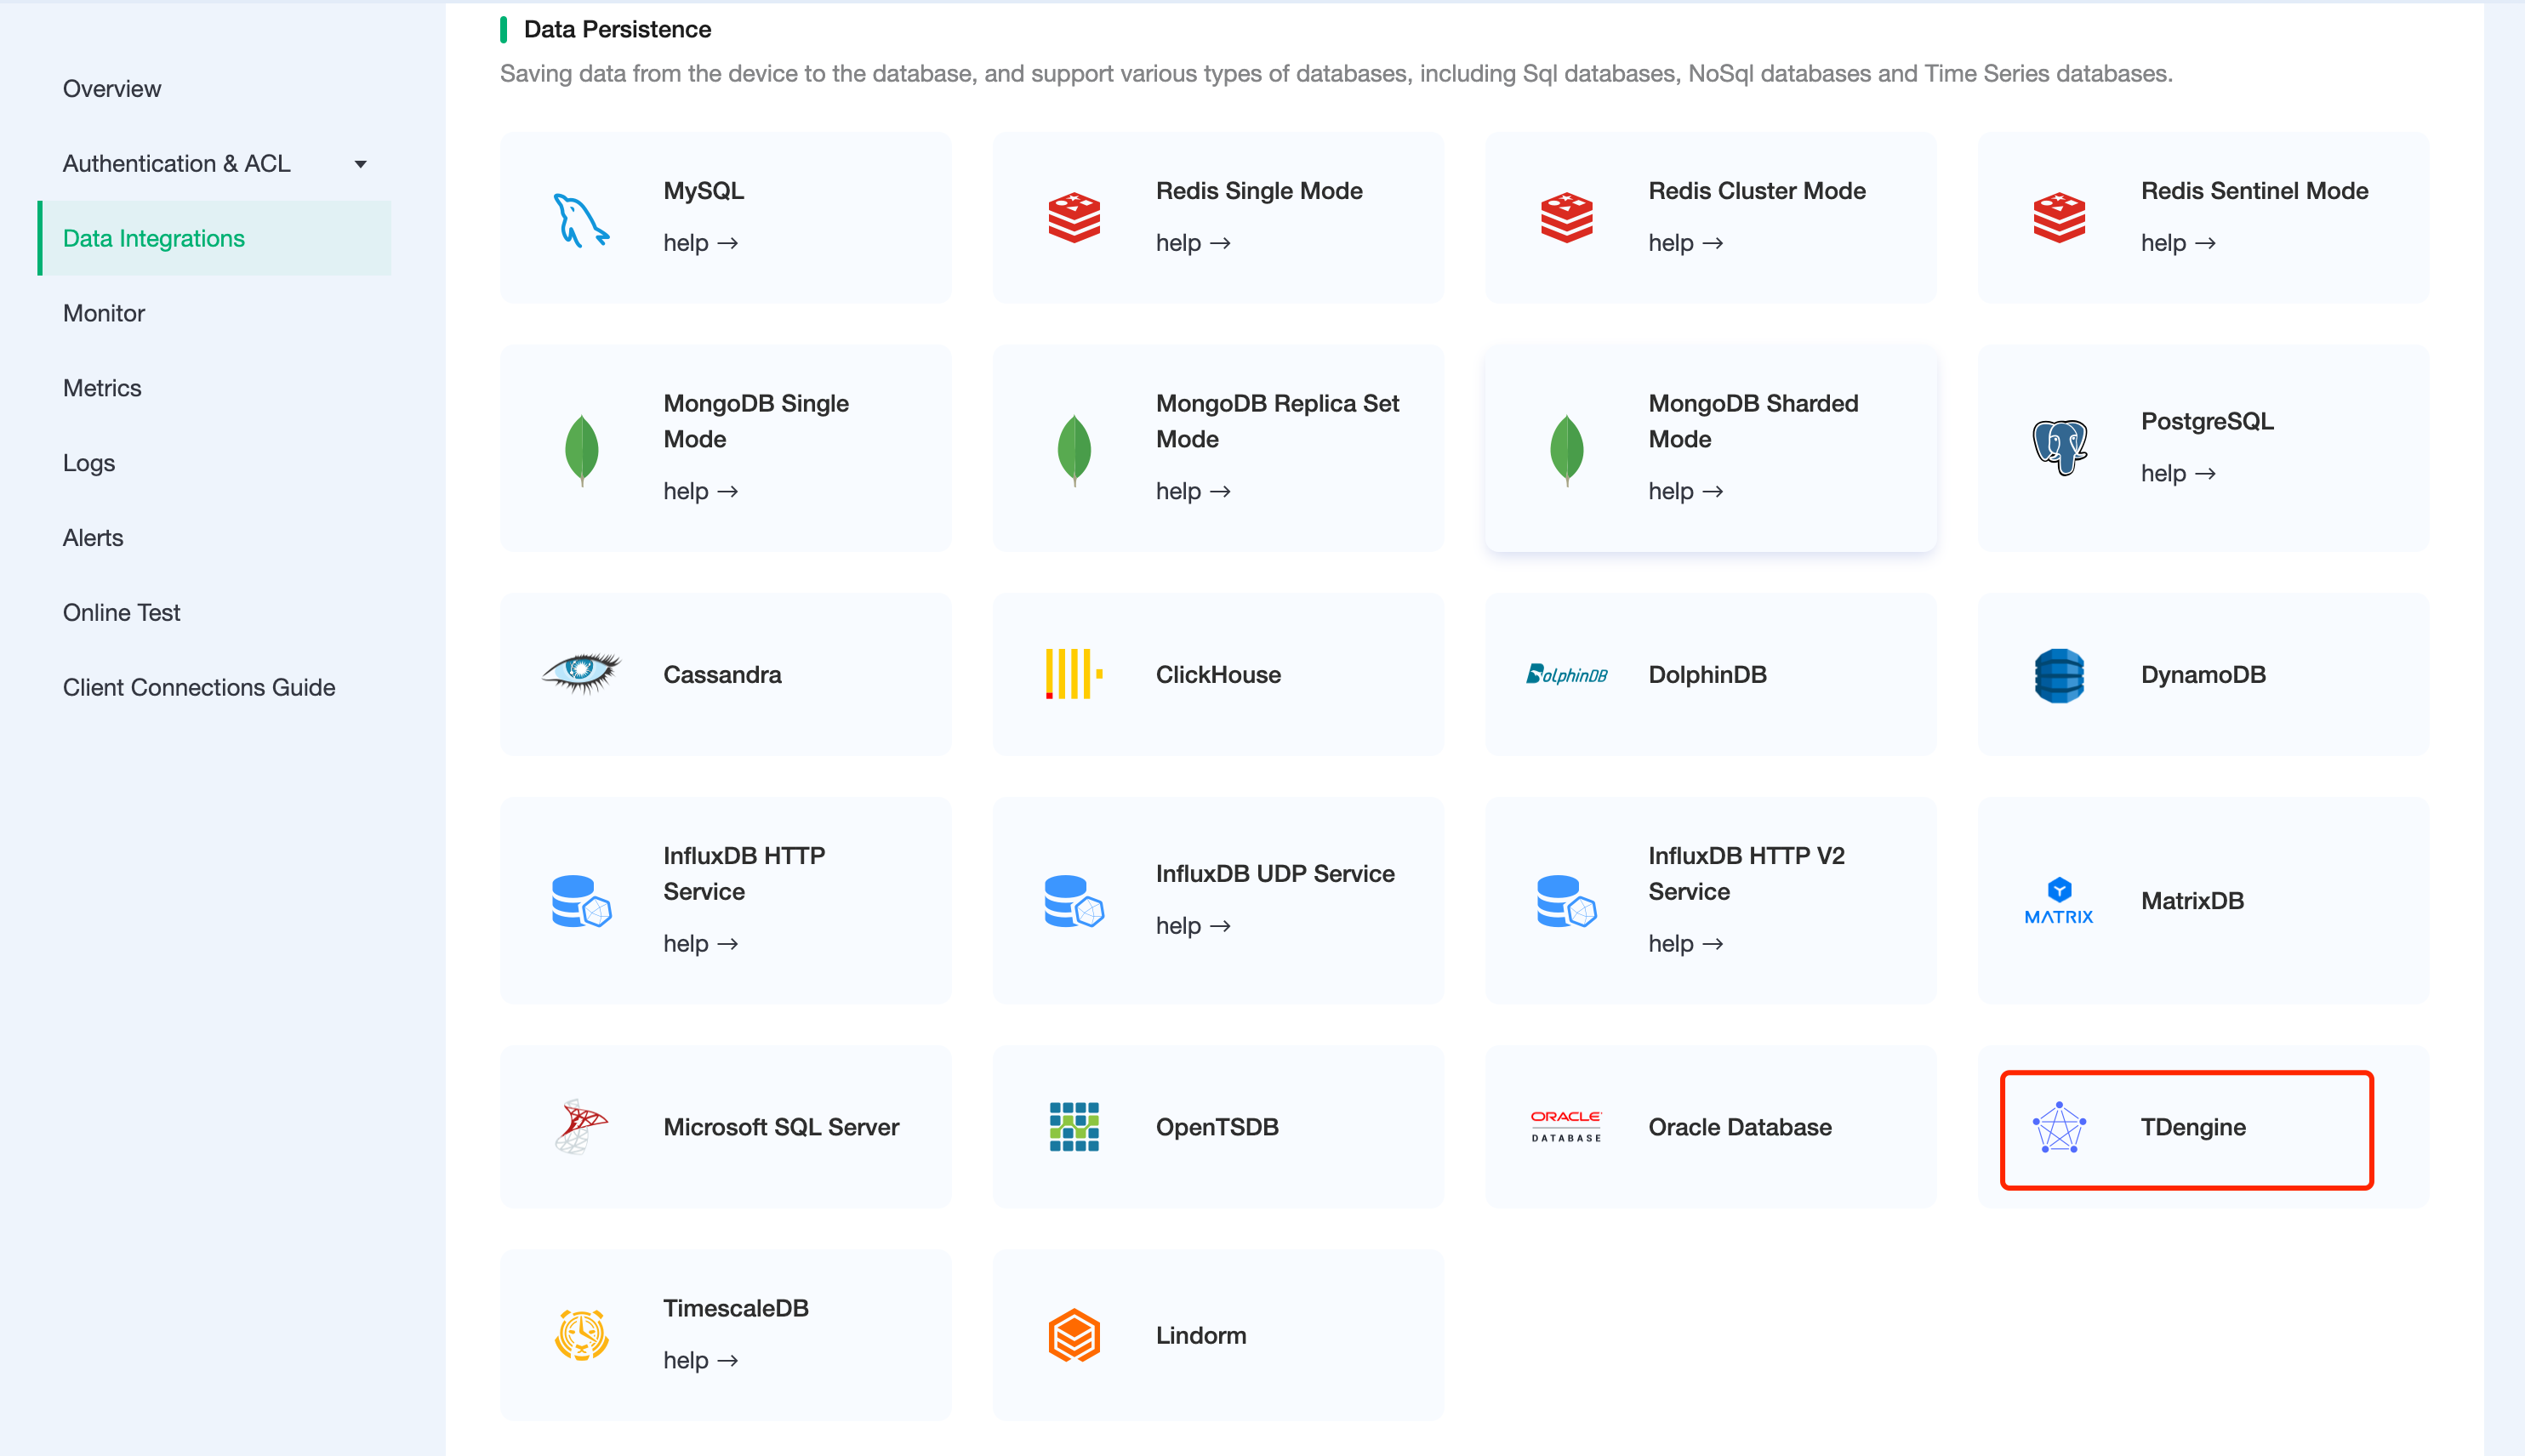 Overview
Authentication & ACL
Data Integrations
Monitor
Metrics
Logs
Alerts
Online Test
Client Connections Guide
Data Persistence
Saving data from the device to the database, and support various types of databases, including Sql databases, NoSql databases and Time Series databases.
MySQL
help →
Redis Single Mode
help →
Redis Cluster Mode
help →
Redis Sentinel Mode
help →
MongoDB Single
Mode
help →
MongoDB Replica Set
Mode
help →
MongoDB Sharded
Mode
help →
PostgreSQL
help →
Cassandra
ClickHouse
DolphinDB
DolphinDB
DynamoDB
InfluxDB HTTP
Service
help →
InfluxDB UDP Service
help →
InfluxDB HTTP V2
Service
help →
MATRIX
MatrixDB
Microsoft SQL Server
OpenTSDB
ORACLE
DATABASE
Oracle Database
TDengine
TimescaleDB
help →
Lindorm